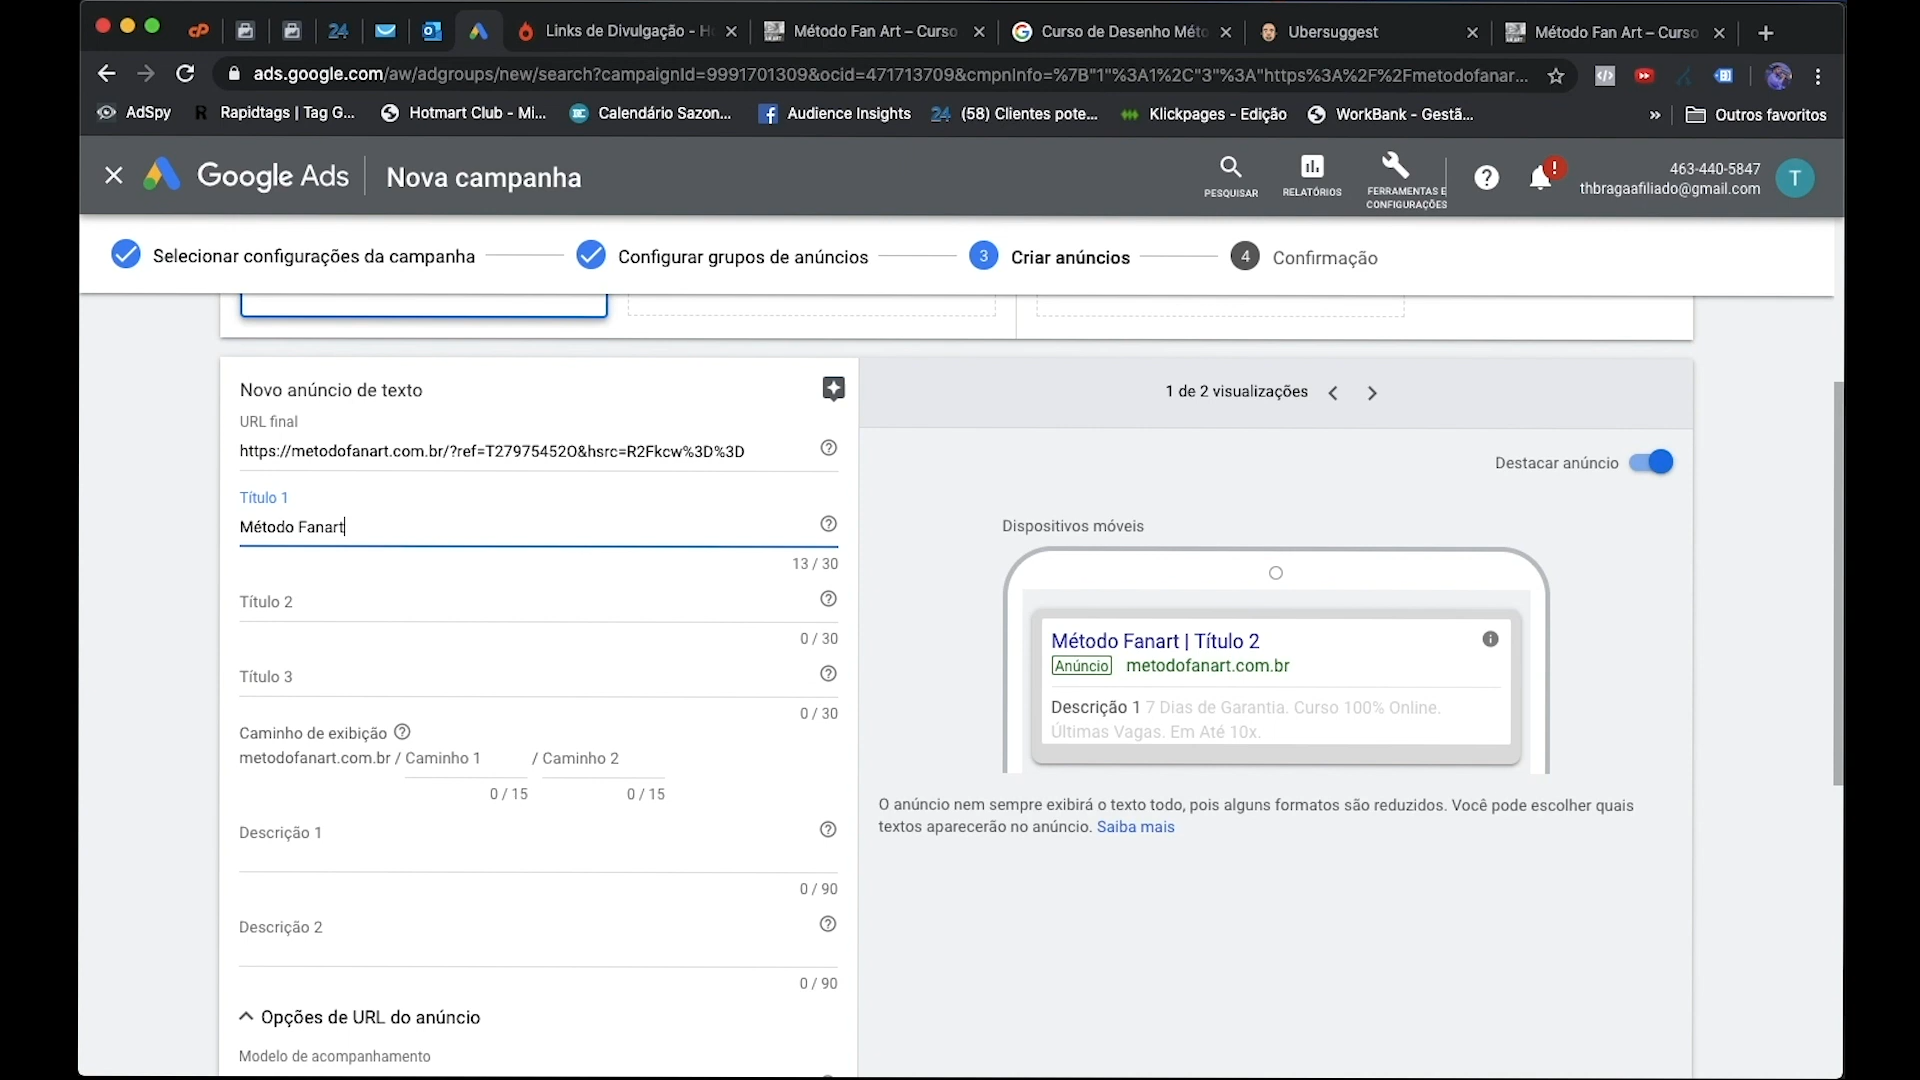 Links de Divulgação - H
Método Fan Art – Curso
Curso de Desenho Méto
Ubersuggest
Método Fan Art – Curso
ads.google.com/aw/adgroups/new/search?campaignId=9991701309&ocid=471713709&cmpnInfo=%7B"1"%3A1%2C"3"%3A"https%3A%2F%2Fmetodofanar...
AdSpy
Rapidtags | Tag G...
Hotmart Club - Mi...
Calendário Sazon...
Audience Insights
24 (58) Clientes pote...
Klickpages - Edição
WorkBank - Gestã...
Outros favoritos
Google Ads
Nova campanha
PESQUISAR
RELATÓRIOS
FERRAMENTAS E
CONFIGURAÇÕES
463-440-5847
thbragaafiliado@gmail.com
T
Selecionar configurações da campanha
Configurar grupos de anúncios
3 Criar anúncios
4 Confirmação
Novo anúncio de texto
URL final
https://metodofanart.com.br/?ref=T27975452O&hsrc=R2Fkcw%3D%3D
Título 1
Método Fanart
13 / 30
Título 2
0 / 30
Título 3
0 / 30
Caminho de exibição
metodofanart.com.br / Caminho 1 / Caminho 2
0 / 15 0 / 15
Descrição 1
0 / 90
Descrição 2
0 / 90
Opções de URL do anúncio
Modelo de acompanhamento
1 de 2 visualizações
Destacar anúncio
Dispositivos móveis
Método Fanart | Título 2
Anúncio metodofanart.com.br
Descrição 1 7 Dias de Garantia. Curso 100% Online.
Últimas Vagas. Em Até 10x.
O anúncio nem sempre exibirá o texto todo, pois alguns formatos são reduzidos. Você pode escolher quais
textos aparecerão no anúncio. Saiba mais